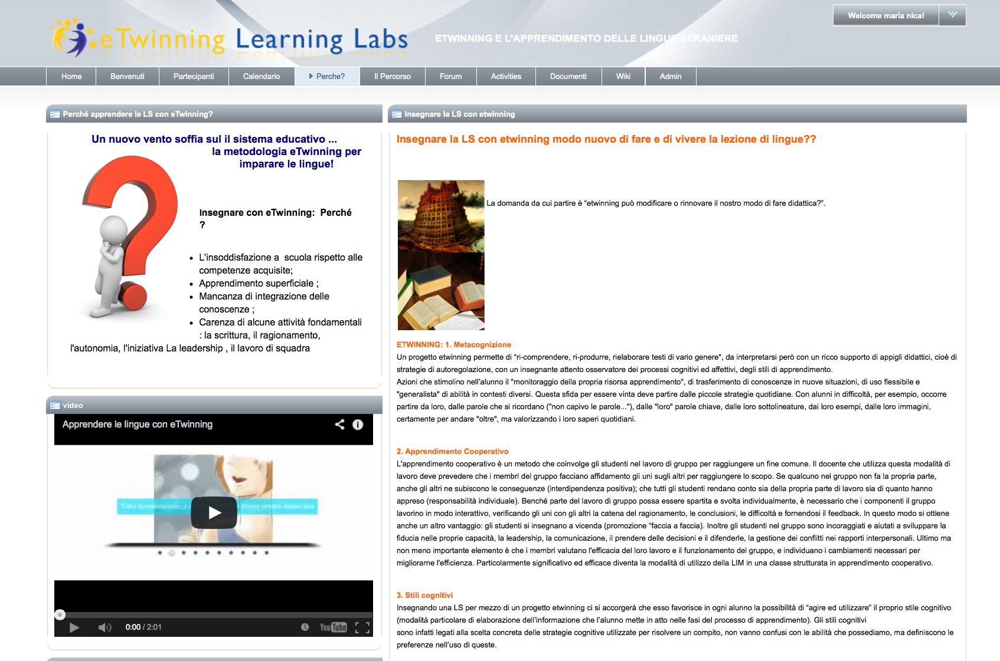 Welcome maria nica!
eTwinning Learning Labs
ETWINNING E L'APPRENDIMENTO DELLE LINGUE STRANIERE
Home Benvenuti Partecipanti Calendario Perche? Il Percorso Forum Activities Documenti Wiki Admin
Perché apprendere le LS con eTwinning?
Un nuovo vento soffia sul il sistema educativo ...
la metodologia eTwinning per
imparare le lingue!
Insegnare con eTwinning: Perché
?
• L'insoddisfazione a scuola rispetto alle
competenze acquisite;
• Apprendimento superficiale ;
• Mancanza di integrazione delle
conoscenze ;
• Carenza di alcune attività fondamentali
: la scrittura, il ragionamento,
l'autonomia, l'iniziativa La leadership , il lavoro di squadra
video
Apprendere le lingue con eTwinning
"Data la motivazione, essere umano impari una
0:00 / 2:01
YouTube
Insegnare la LS con etwinning
Insegnare la LS con etwinning modo nuovo di fare e di vivere la lezione di lingue??
La domanda da cui partire è “etwinning può modificare o rinnovare il nostro modo di fare didattica?”.
ETWINNING: 1. Metacognizione
Un progetto etwinning permette di “ri-comprendere, ri-produrre, rielaborare testi di vario genere", da interpretarsi però con un ricco supporto di appigli didattici, cioè di
strategie di autoregolazione, con un insegnante attento osservatore dei processi cognitivi ed affettivi, degli stili di apprendimento.
Azioni che stimolino nell’alunno il "monitoraggio della propria risorsa apprendimento", di trasferimento di conoscenze in nuove situazioni, di uso flessibile e
"generalista" di abilità in contesti diversi. Questa sfida per essere vinta deve partire dalle piccole strategie quotidiane. Con alunni in difficoltà, per esempio, occorre
partire da loro, dalle parole che si ricordano ("non capivo le parole..."), dalle "loro" parole chiave, dalle loro sottolineature, dai loro esempi, dalle loro immagini,
certamente per andare "oltre", ma valorizzando i loro saperi quotidiani.
2. Apprendimento Cooperativo
L'apprendimento cooperativo è un metodo che coinvolge gli studenti nel lavoro di gruppo per raggiungere un fine comune. Il docente che utilizza questa modalità di
lavoro deve prevedere che i membri del gruppo facciano affidamento gli uni sugli altri per raggiungere lo scopo. Se qualcuno nel gruppo non fa la propria parte,
anche gli altri ne subiscono le conseguenze (interdipendenza positiva); che tutti gli studenti rendano conto sia della propria parte di lavoro sia di quanto hanno
appreso (responsabilità individuale). Benché parte del lavoro di gruppo possa essere spartita e svolta individualmente, è necessario che i componenti il gruppo
lavorino in modo interattivo, verificando gli uni con gli altri la catena del ragionamento, le conclusioni, le difficoltà e fornendosi il feedback. In questo modo si ottiene
anche un altro vantaggio: gli studenti si insegnano a vicenda (promozione “faccia a faccia). Inoltre gli studenti nel gruppo sono incoraggiati e aiutati a sviluppare la
fiducia nelle proprie capacità, la leadership, la comunicazione, il prendere delle decisioni e il difenderle, la gestione dei conflitti nei rapporti interpersonali. Ultimo ma
non meno importante elemento è che i membri valutano l'efficacia del loro lavoro e il funzionamento del gruppo, e individuano i cambiamenti necessari per
migliorarne l'efficienza. Particolarmente significativo ed efficace diventa la modalità di utilizzo della LIM in una classe strutturata in apprendimento cooperativo.
3. Stili cognitivi
Insegnando una LS per mezzo di un progetto etwinning ci si accorgerà che esso favorisce in ogni alunno la possibilità di “agire ed utilizzare” il proprio stile cognitivo
(modalità particolare di elaborazione dell’informazione che l’alunno mette in atto nelle fasi del processo di apprendimento). Gli stili cognitivi
sono infatti legati alla scelta concreta delle strategie cognitive utilizzate per risolvere un compito, non vanno confusi con le abilità che possediamo, ma definiscono le
preferenze nell’uso di queste.